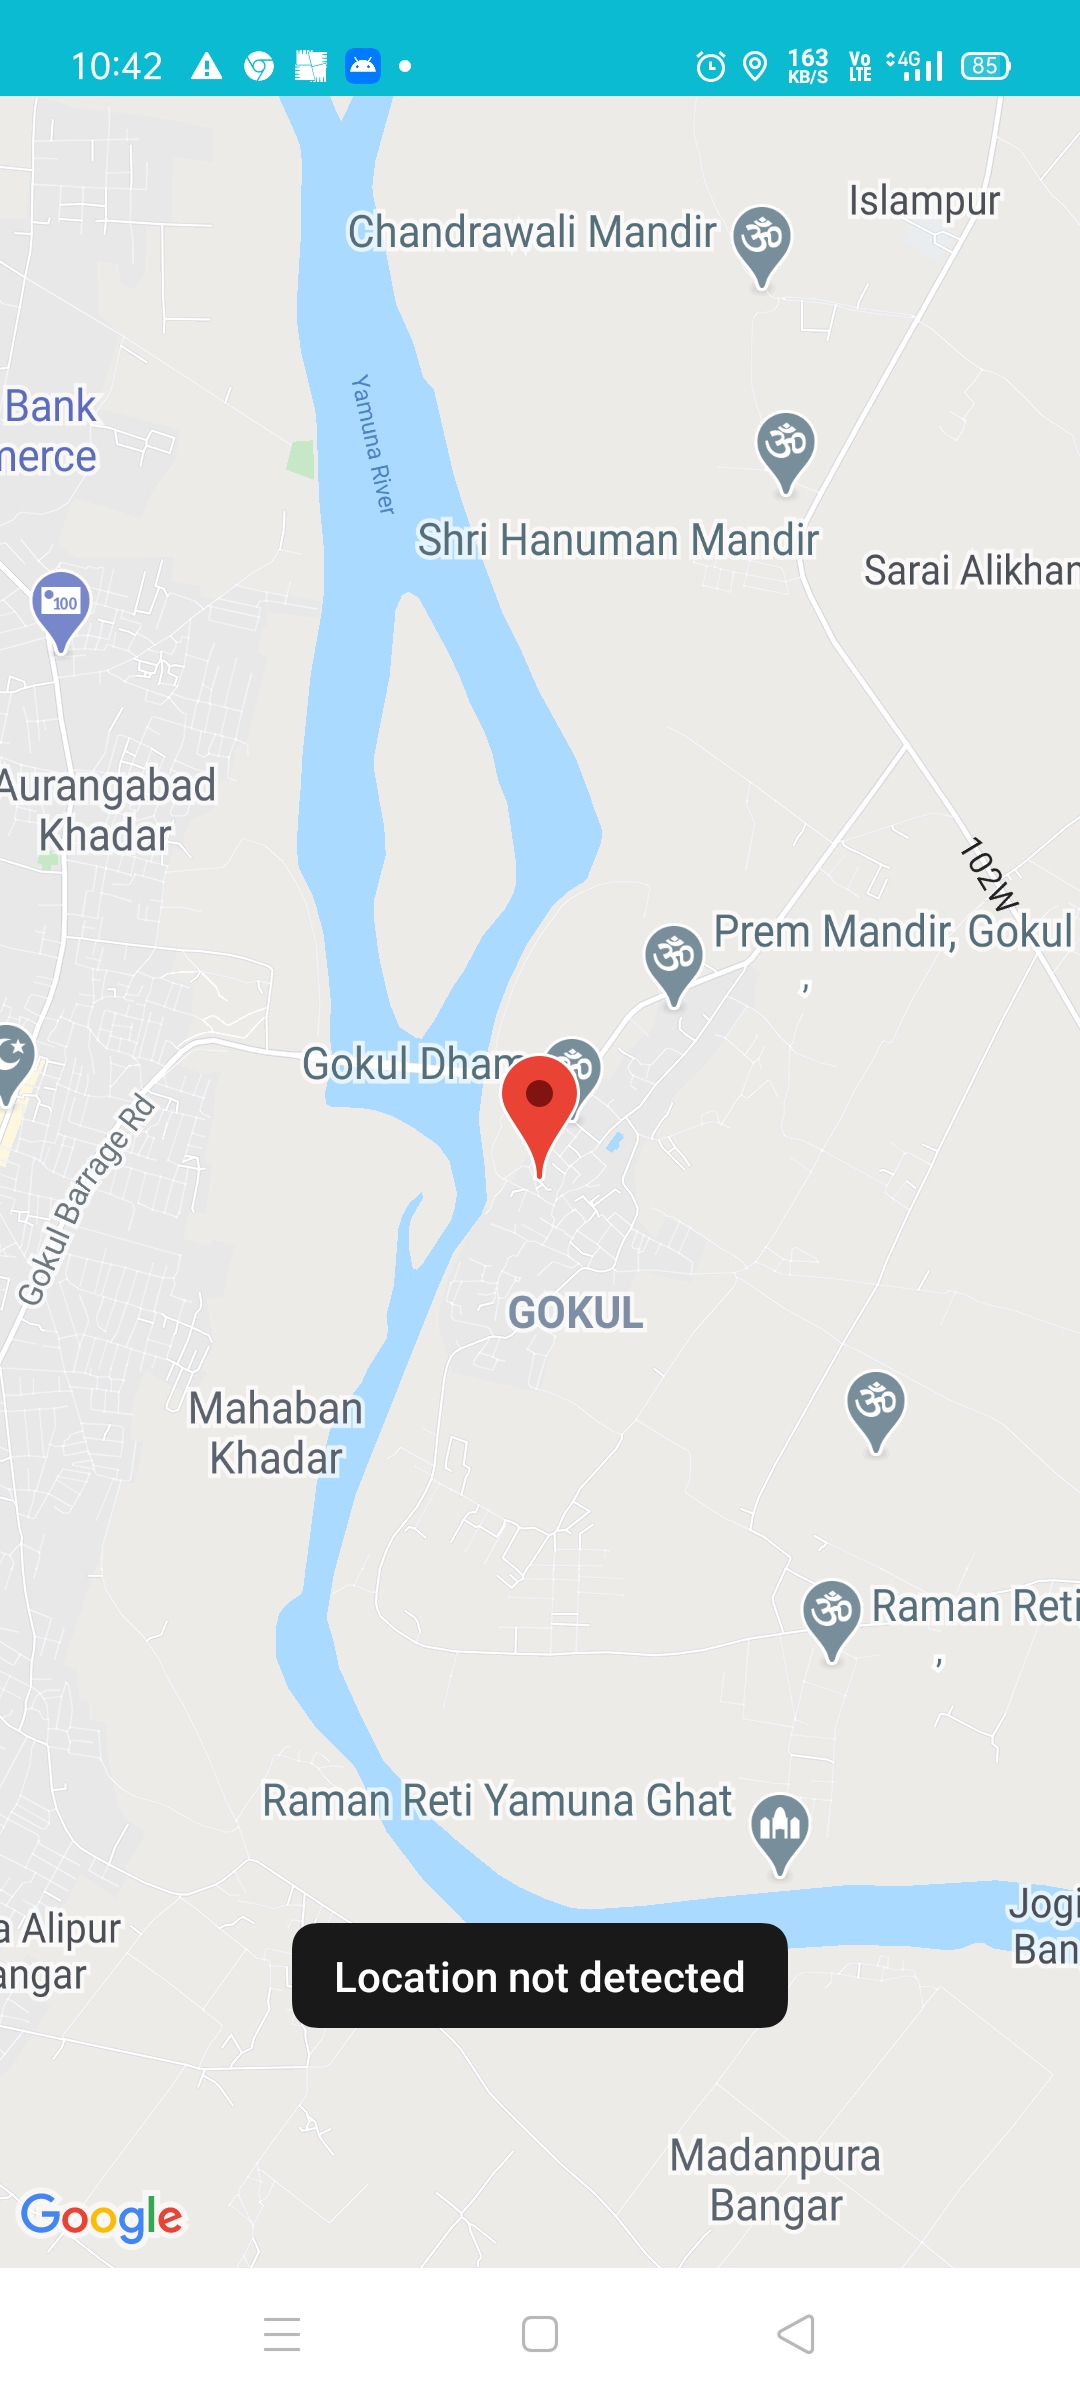 10:42
163
KB/S
Vo
LTE
4G
85
Islampur
Chandrawali Mandir
Bank
merce
Yamuna River
Shri Hanuman Mandir
Sarai Alikhan
100
Aurangabad
Khadar
102W
Prem Mandir, Gokul
,
Gokul Dham
Gokul Barrage Rd
GOKUL
Mahaban
Khadar
Raman Reti
,
Raman Reti Yamuna Ghat
a Alipur
angar
Jogi
Ban
Location not detected
Madanpura
Bangar
Google